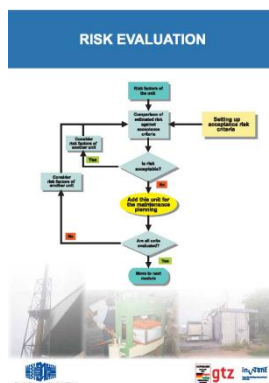 RISK EVALUATION
Risk factors of
the unit
Comparison of
estimated risk
against
acceptance
criteria
Setting up
acceptance risk
criteria
Consider
risk factors of
another unit
Yes
Is risk
acceptable?
Consider
risk factors of
another unit
No
Add this unit for
the maintenance
planning
No
Are all units
evaluated?
Yes
Move to next
module
gtz